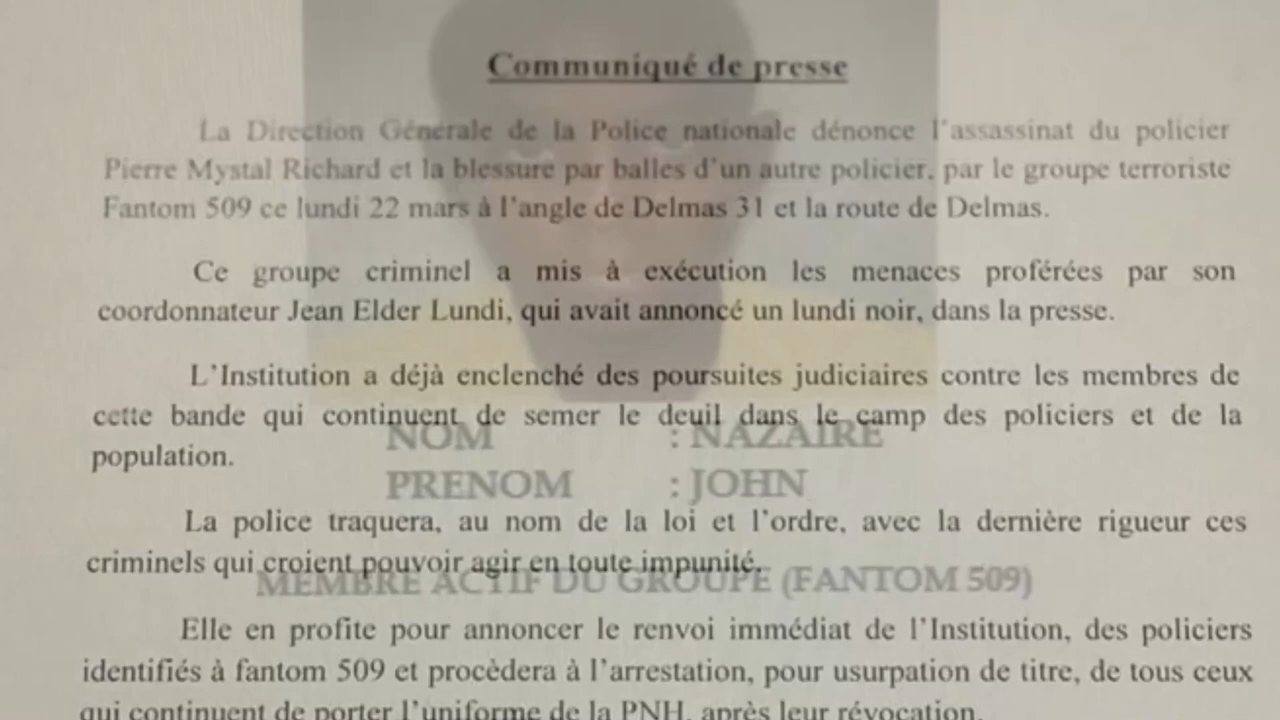 Communiqué de presse
La Direction Générale de la Police nationale dénonce l'assassinat du policier
Pierre Mystal Richard et la blessure par balles d'un autre policier, par le groupe terroriste
Fantom 509 ce lundi 22 mars à l'angle de Delmas 31 et la route de Delmas.
Ce groupe criminel a mis à exécution les menaces proférées par son
coordonnateur Jean Elder Lundi, qui avait annoncé un lundi noir, dans la presse.
L'Institution a déjà enclenché des poursuites judiciaires contre les membres de
cette bande qui continuent de semer le deuil dans le camp des policiers et de la
NOM : NAZAIRE
population.
PRENOM : JOHN
La police traquera, au nom de la loi et l'ordre, avec la dernière rigueur ces
criminels qui croient pouvoir agir en toute impunité.
MEMBRE ACTIF DU GROUPE (FANTOM 509)
Elle en profite pour annoncer le renvoi immédiat de l'Institution, des policiers
identifiés à fantom 509 et procèdera à l'arrestation, pour usurpation de titre, de tous ceux
qui continuent de porter l'uniforme de la PNH, après leur révocation.